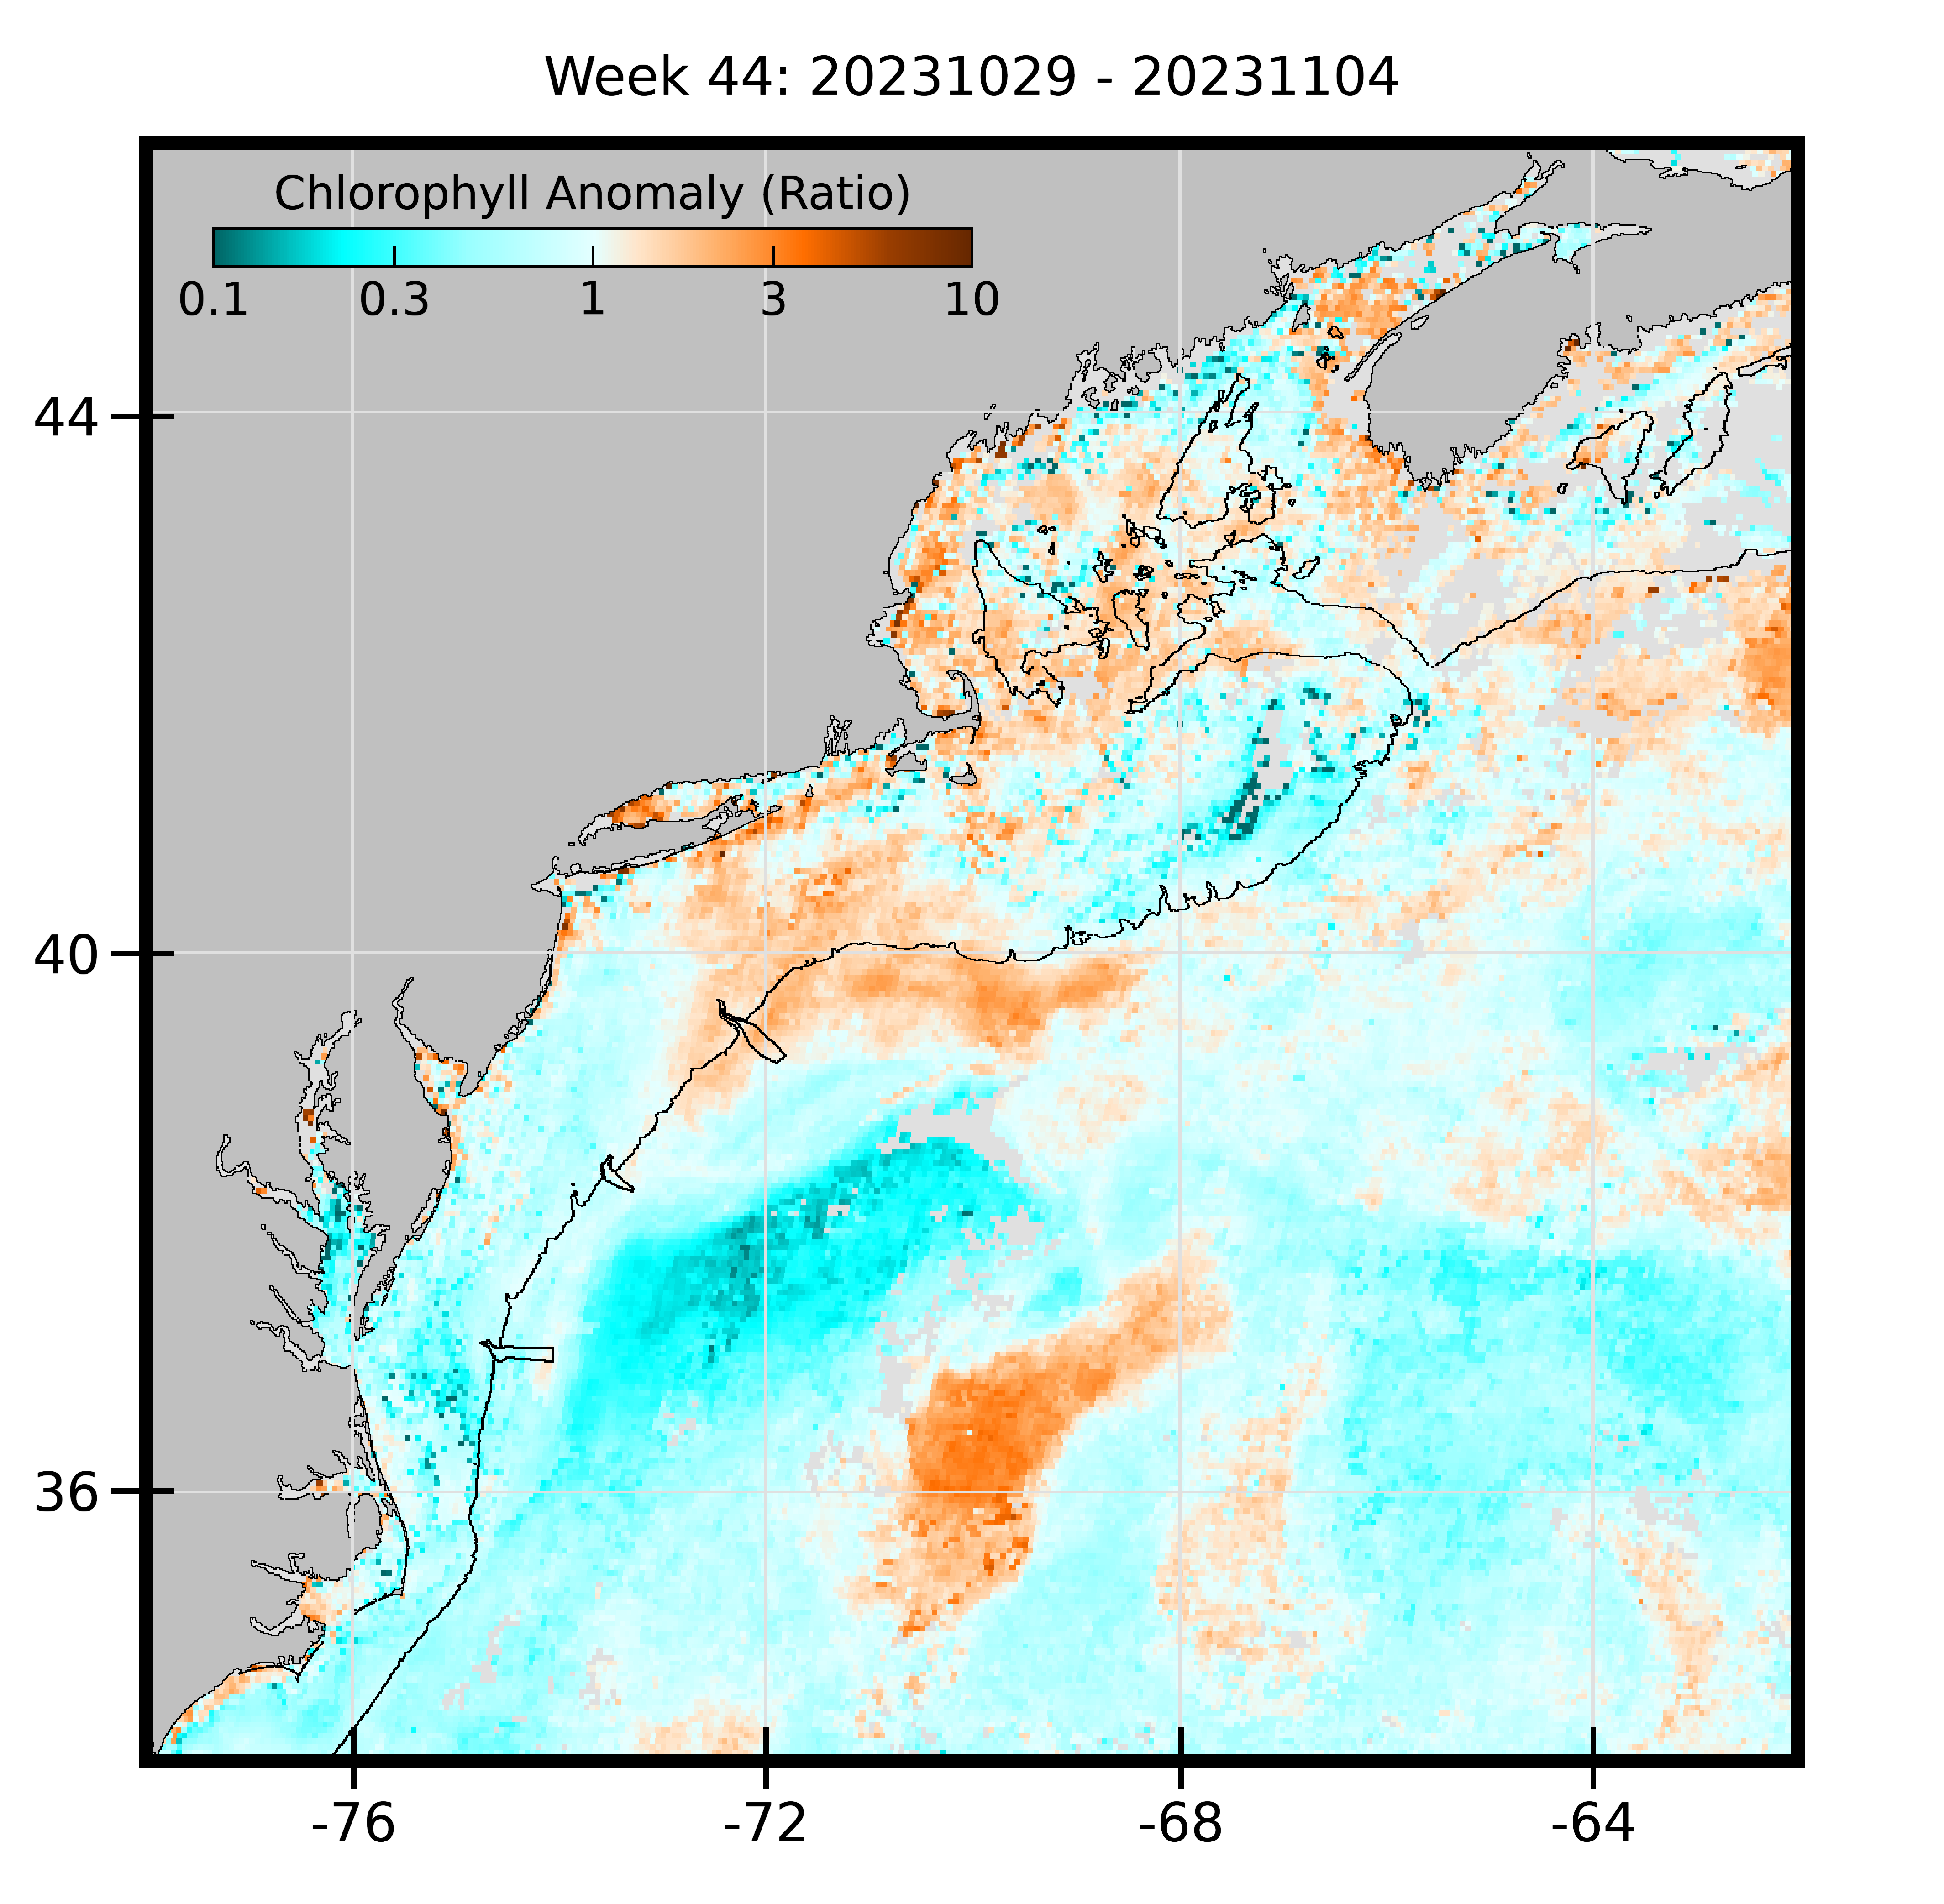 Week 44: 20231029 - 20231104
Chlorophyll Anomaly (Ratio)
0.1 0.3 1 3 10
44
40
36
-76 -72 -68 -64